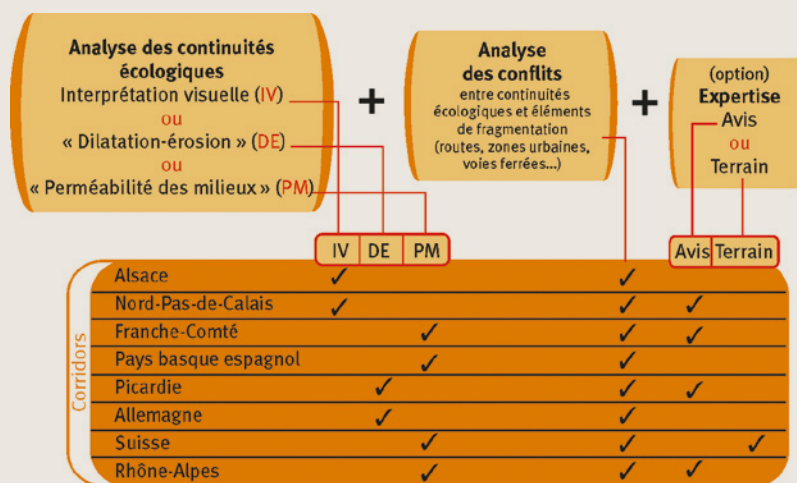 Analyse des continuités
écologiques
Interprétation visuelle (IV)
ou
« Dilatation-érosion » (DE)
ou
« Perméabilité des milieux » (PM)
+
Analyse
des conflits
entre continuités
écologiques et éléments
de fragmentation
(routes, zones urbaines,
voies ferrées...)
+
(option)
Expertise
Avis
ou
Terrain
IV DE PM Avis Terrain
Corridors
Alsace ✓ ✓
Nord-Pas-de-Calais ✓ ✓ ✓
Franche-Comté ✓ ✓ ✓
Pays basque espagnol ✓ ✓
Picardie ✓ ✓ ✓
Allemagne ✓ ✓
Suisse ✓ ✓ ✓
Rhône-Alpes ✓ ✓ ✓